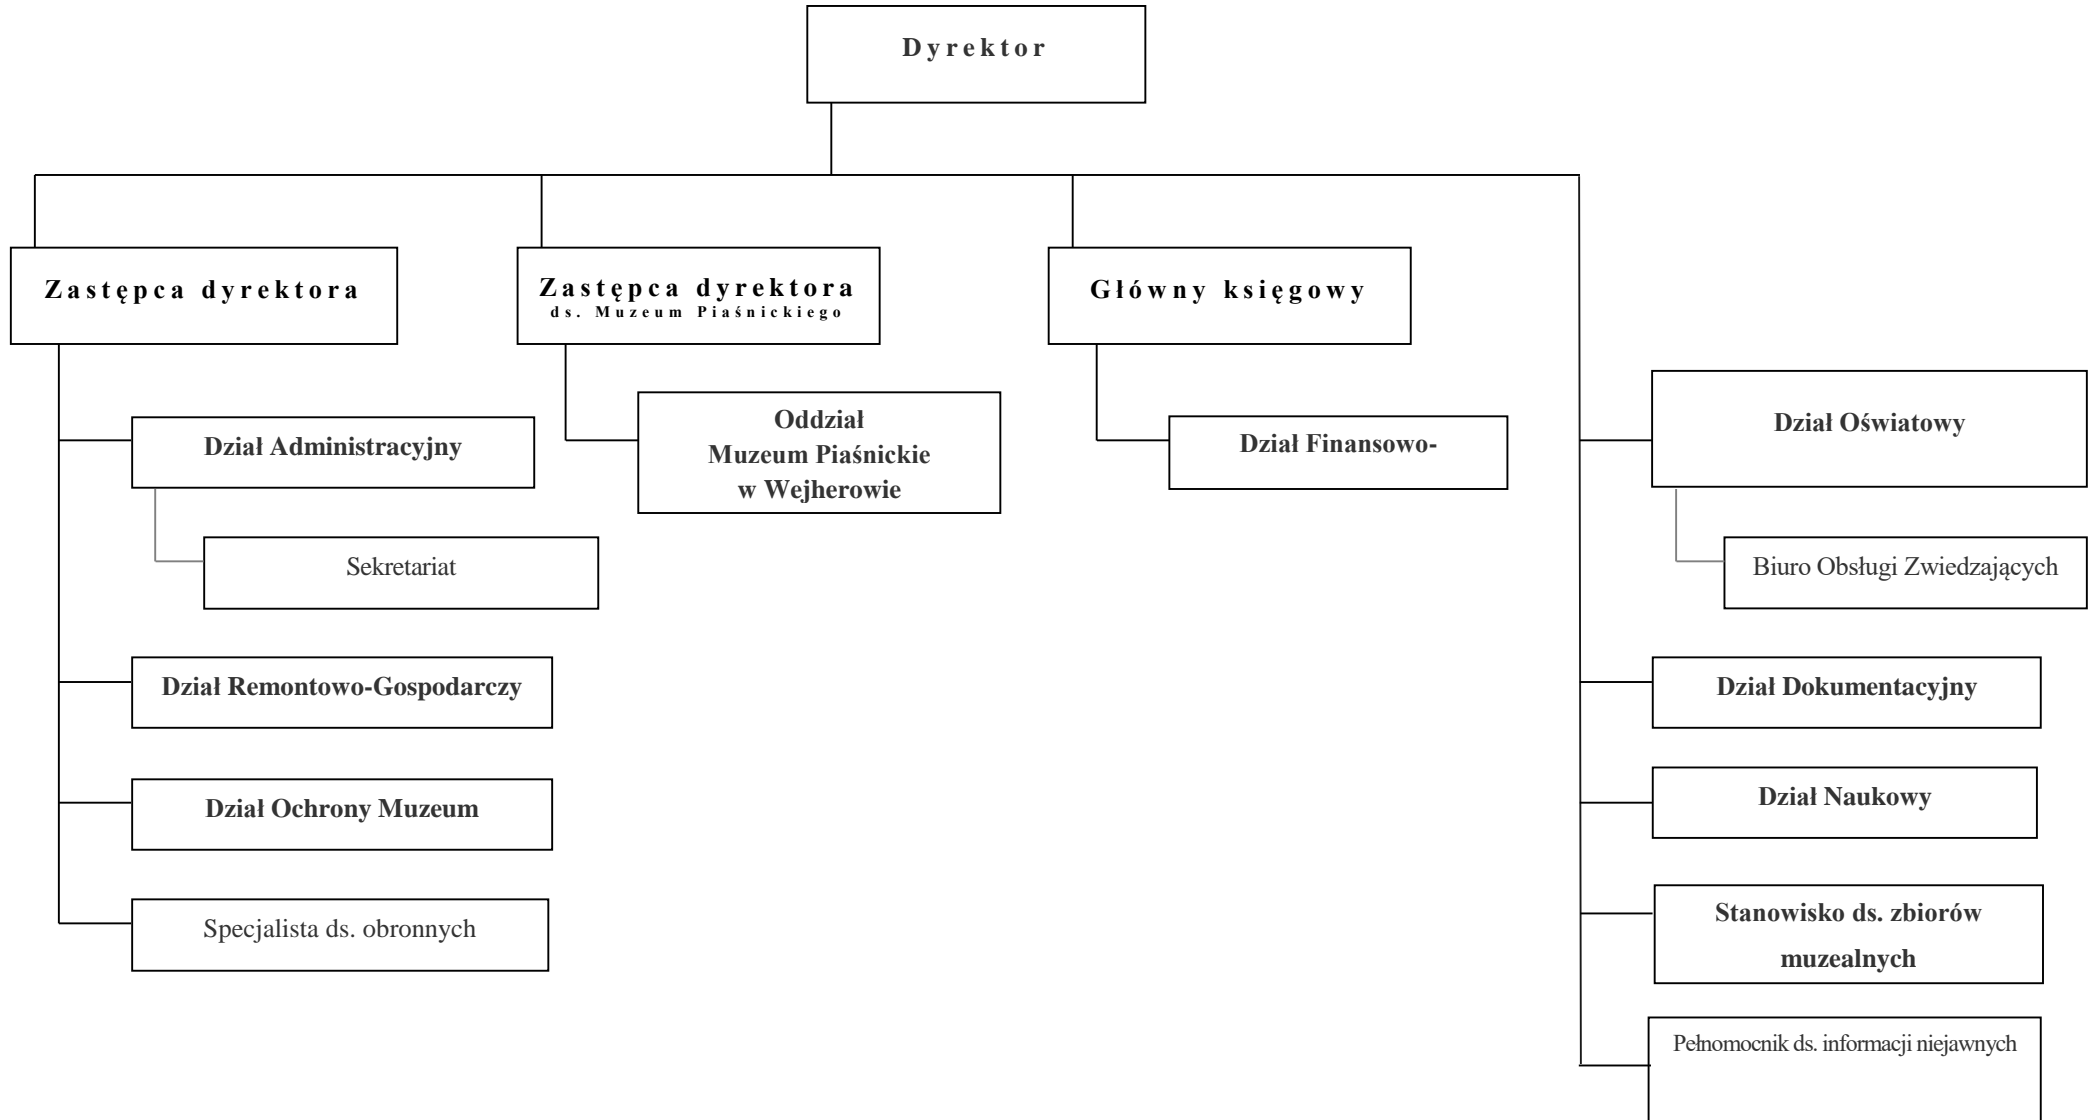 Dyrektor
Zastępca dyrektora
Zastępca dyrektora
ds. Muzeum Piaśnickiego
Główny księgowy
Dział Administracyjny
Sekretariat
Dział Remontowo-Gospodarczy
Dział Ochrony Muzeum
Specjalista ds. obronnych
Oddział
Muzeum Piaśnickie
w Wejherowie
Dział Finansowo-
Dział Oświatowy
Biuro Obsługi Zwiedzających
Dział Dokumentacyjny
Dział Naukowy
Stanowisko ds. zbiorów
muzealnych
Pełnomocnik ds. informacji niejawnych